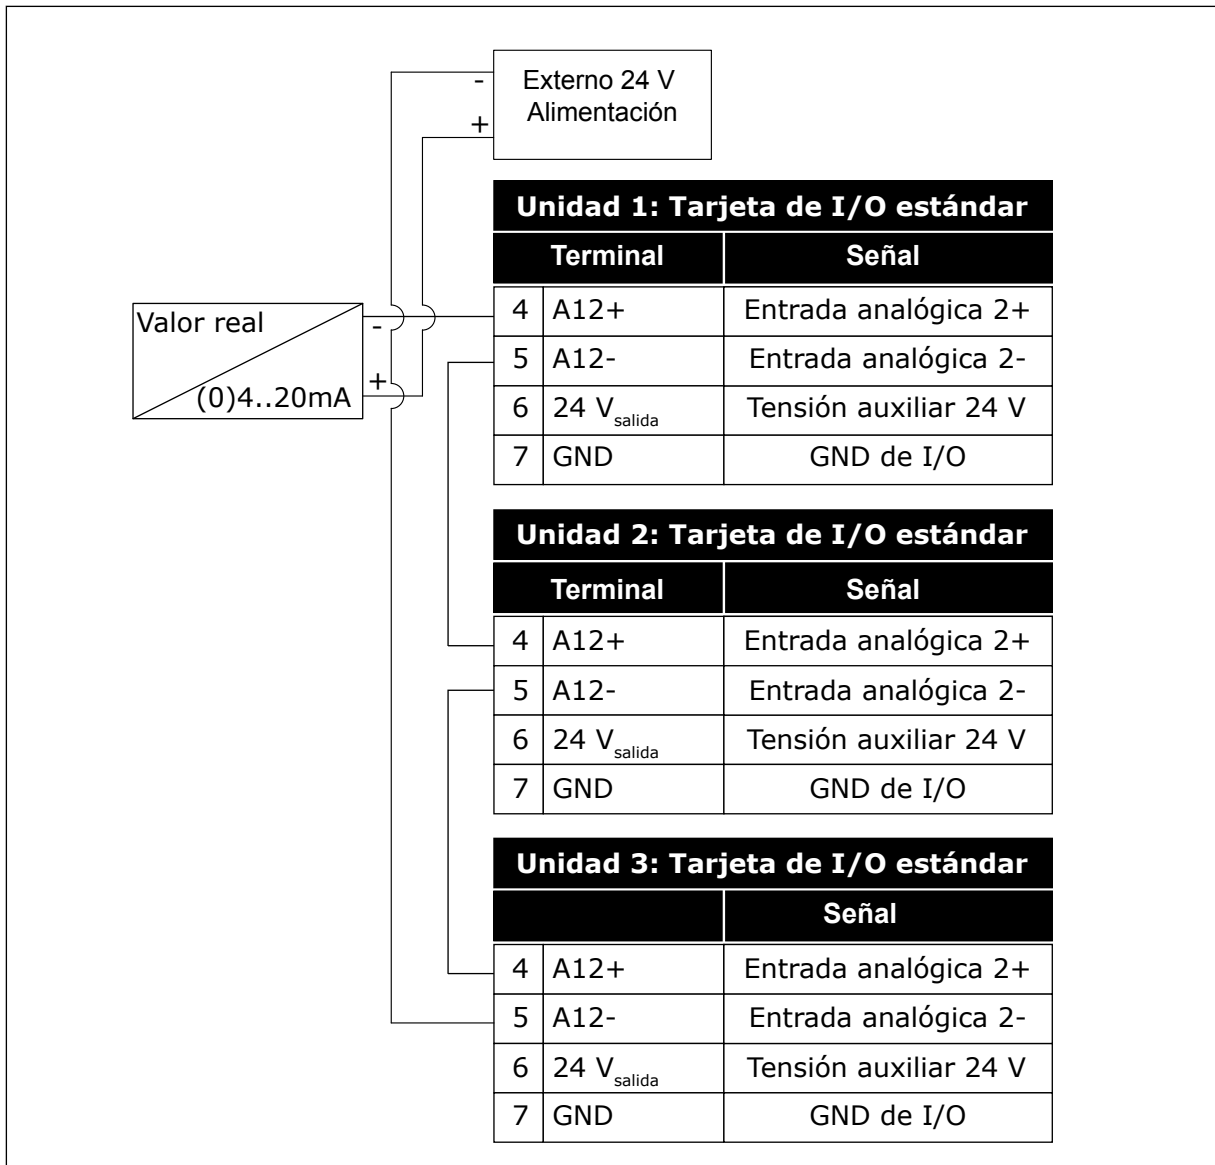 -
Externo 24 V
Alimentación
+
Unidad 1: Tarjeta de I/O estándar
Terminal Señal
Valor real
-
+
(0)4..20mA
4 A12+ Entrada analógica 2+
5 A12- Entrada analógica 2-
6 24 Vsalida Tensión auxiliar 24 V
7 GND GND de I/O
Unidad 2: Tarjeta de I/O estándar
Terminal Señal
4 A12+ Entrada analógica 2+
5 A12- Entrada analógica 2-
6 24 Vsalida Tensión auxiliar 24 V
7 GND GND de I/O
Unidad 3: Tarjeta de I/O estándar
Señal
4 A12+ Entrada analógica 2+
5 A12- Entrada analógica 2-
6 24 Vsalida Tensión auxiliar 24 V
7 GND GND de I/O